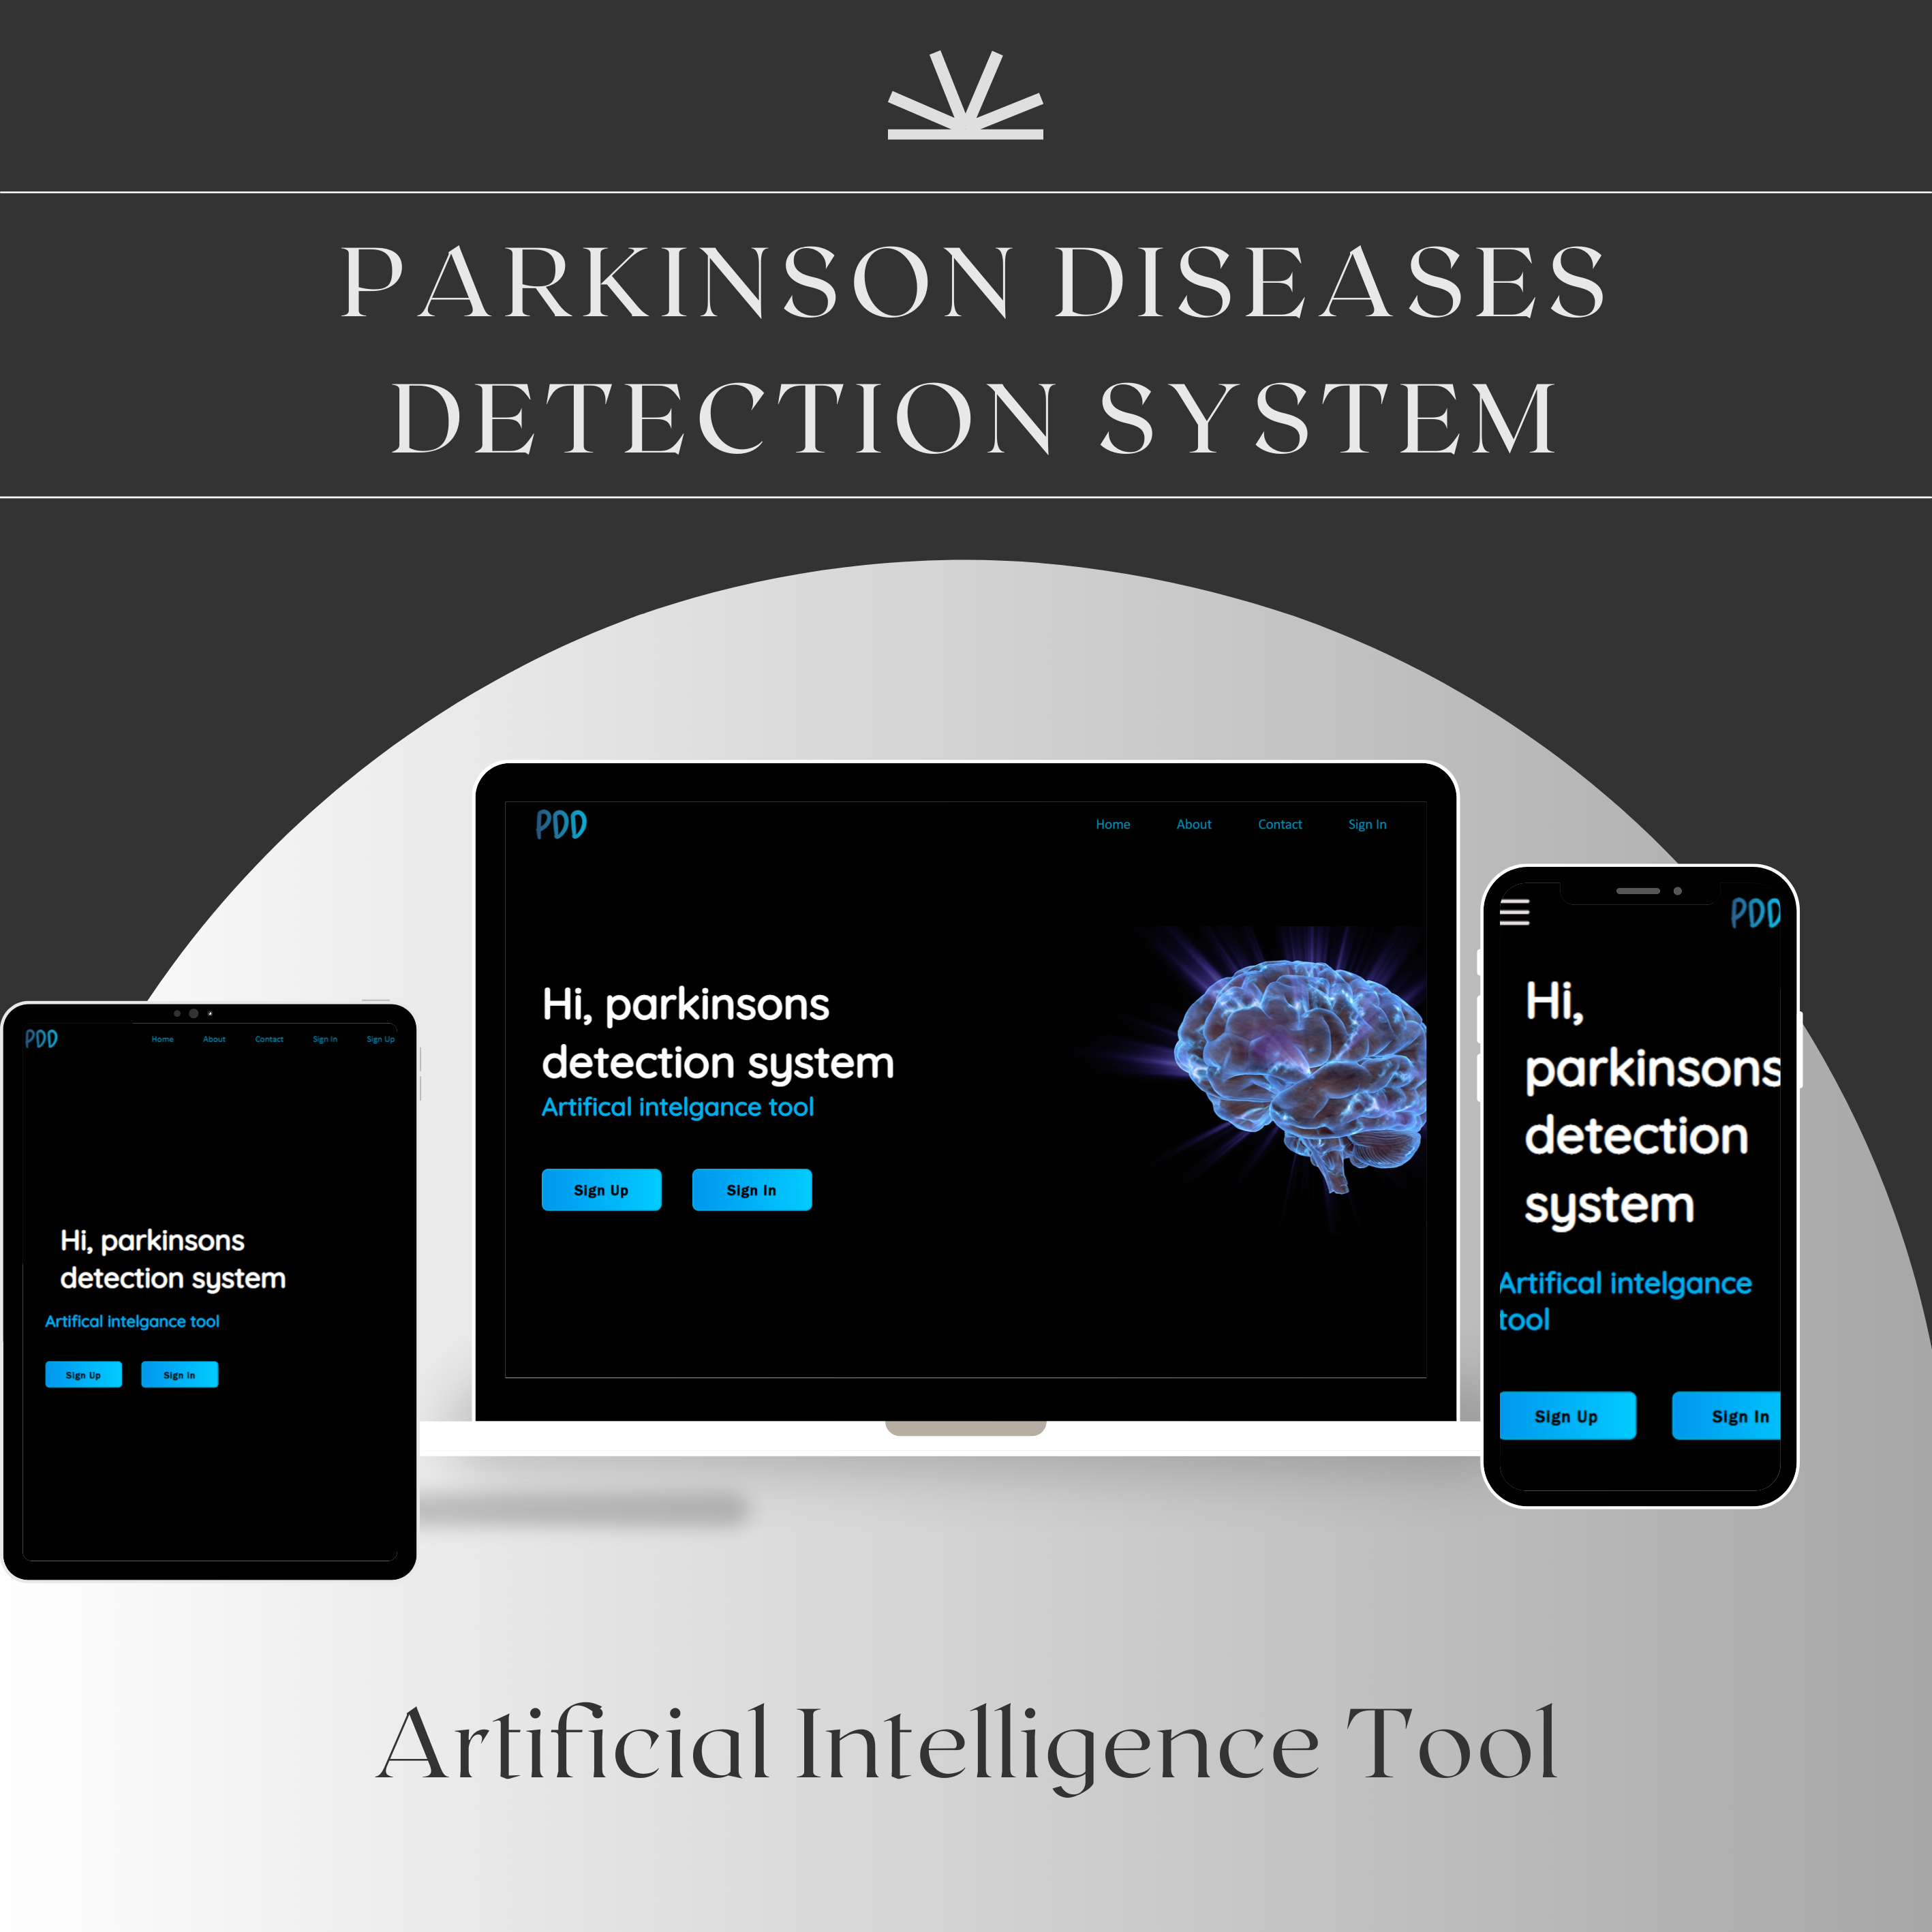 PARKINSON DISEASES
DETECTION SYSTEM
PDD
Home About Contact Sign In
Hi, parkinsons
detection system
Artifical intelgance tool
Sign Up Sign In
PDD
Home About Contact Sign In Sign Up
Hi, parkinsons
detection system
Artifical intelgance tool
Sign Up Sign In
PDD
Hi,
parkinsons
detection
system
Artifical intelgance
tool
Sign Up Sign In
Artificial Intelligence Tool